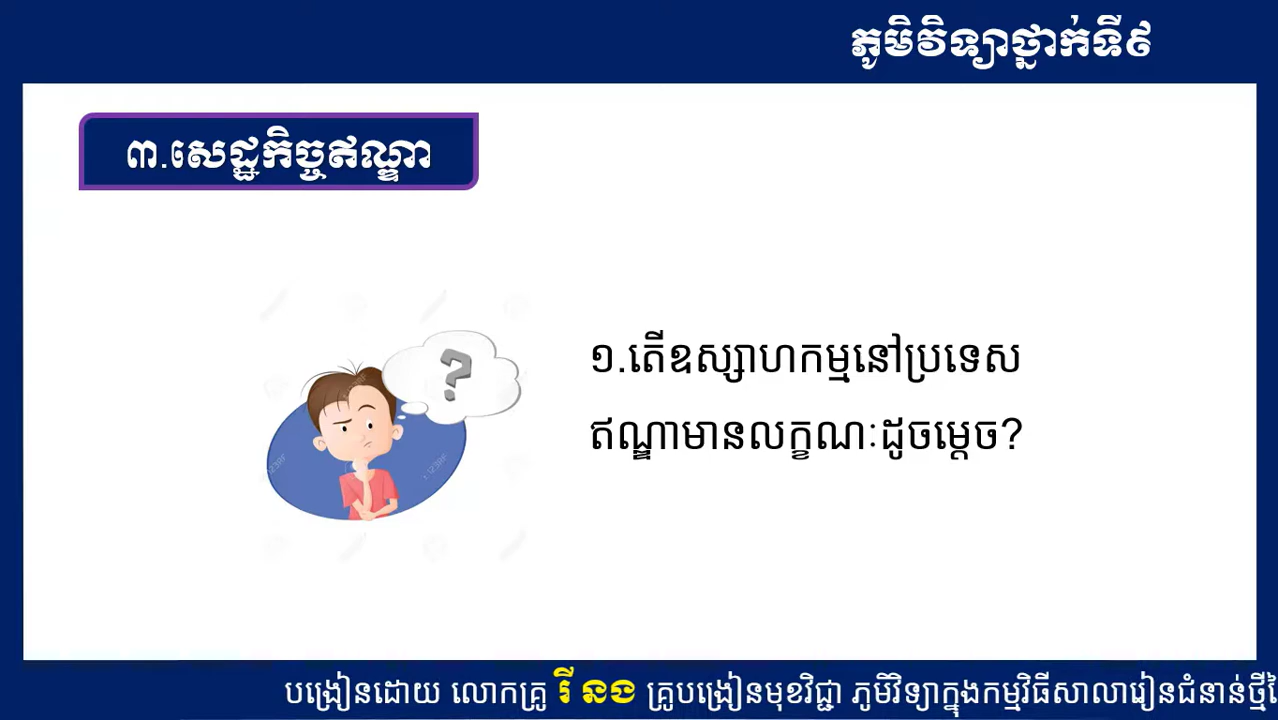 ភូមិវិទ្យាថ្នាក់ទី៩
៣.សេដ្ឋកិច្ចឥណ្ឌា
១.តើឧស្សាហកម្មនៅប្រទេស
ឥណ្ឌាមានលក្ខណៈដូចម្តេច?
បង្រៀនដោយ លោកគ្រូ រី នង គ្រូបង្រៀនមុខវិជ្ជា ភូមិវិទ្យាក្នុងកម្មវិធីសាលារៀនជំនាន់ថ្មី